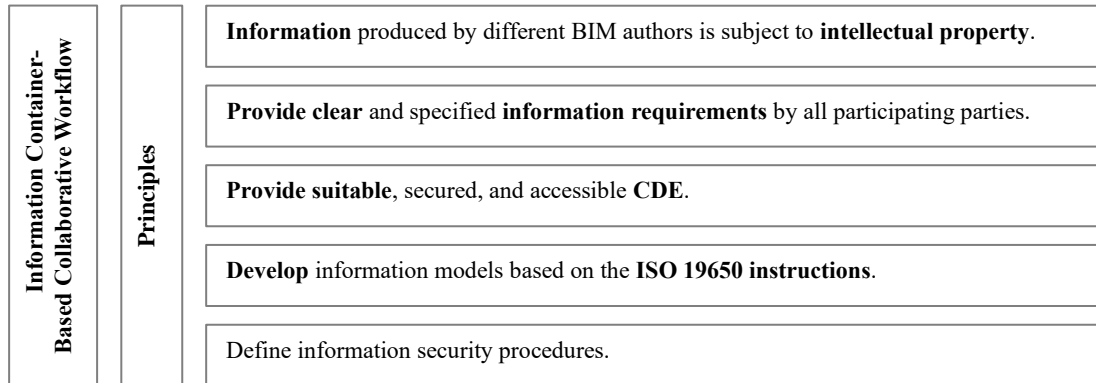 Information Container-
Based Collaborative Workflow
Principles
Information produced by different BIM authors is subject to intellectual property.
Provide clear and specified information requirements by all participating parties.
Provide suitable, secured, and accessible CDE.
Develop information models based on the ISO 19650 instructions.
Define information security procedures.